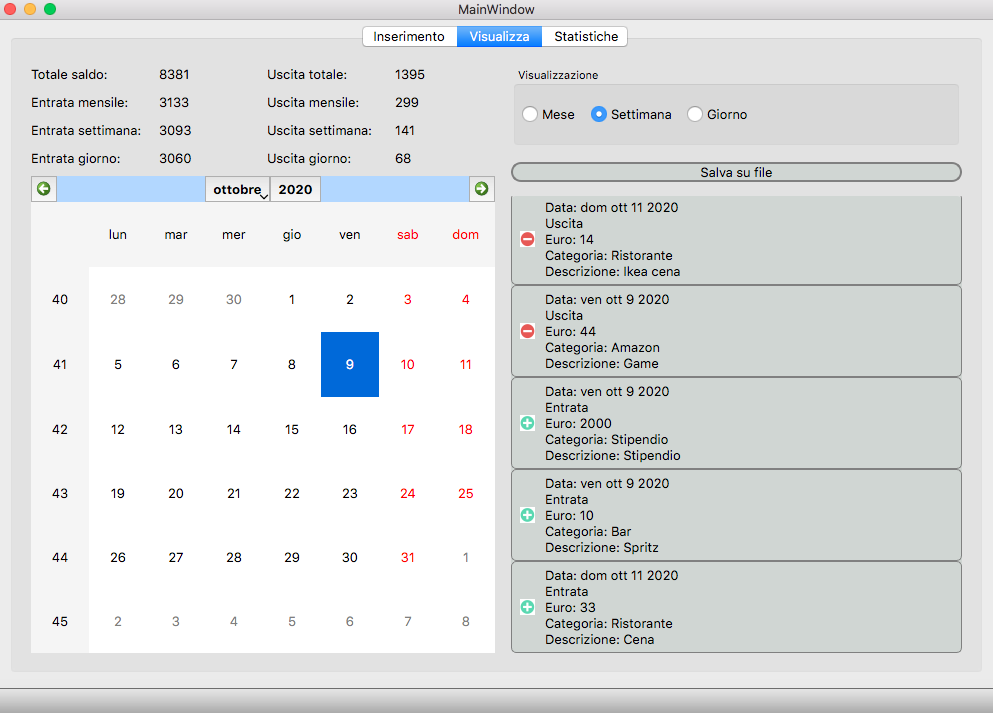 MainWindow
Inserimento Visualizza Statistiche
Totale saldo: 8381 Uscita totale: 1395
Entrata mensile: 3133 Uscita mensile: 299
Entrata settimana: 3093 Uscita settimana: 141
Entrata giorno: 3060 Uscita giorno: 68
ottobre 2020
lun mar mer gio ven sab dom
40 28 29 30 1 2 3 4
41 5 6 7 8 9 10 11
42 12 13 14 15 16 17 18
43 19 20 21 22 23 24 25
44 26 27 28 29 30 31 1
45 2 3 4 5 6 7 8
Visualizzazione
Mese Settimana Giorno
Salva su file
Data: dom ott 11 2020
Uscita
Euro: 14
Categoria: Ristorante
Descrizione: Ikea cena
Data: ven ott 9 2020
Uscita
Euro: 44
Categoria: Amazon
Descrizione: Game
Data: ven ott 9 2020
Entrata
Euro: 2000
Categoria: Stipendio
Descrizione: Stipendio
Data: ven ott 9 2020
Entrata
Euro: 10
Categoria: Bar
Descrizione: Spritz
Data: dom ott 11 2020
Entrata
Euro: 33
Categoria: Ristorante
Descrizione: Cena